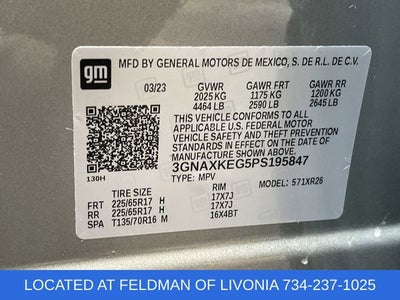 gm
MFD BY GENERAL MOTORS DE MEXICO, S. DE R.L. DE C.V.
03/23 GVWR GAWR FRT GAWR RR
2025 KG 1175 KG 1200 KG
4464 LB 2590 LB 2645 LB
THIS VEHICLE CONFORMS TO ALL APPLICABLE
U.S. FEDERAL MOTOR
VEHICLE SAFETY AND THEFT PREVENTION
STANDARDS IN EFFECT ON THE DATE OF
MANUFACTURE SHOWN ABOVE.
3GNAXKEG5PS195847
130H TYPE: MPV MODEL: 571XR26
TIRE SIZE RIM
FRT 225/65R17 H 17X7J
RR 225/65R17 H 17X7J
SPA T135/70R16 M 16X4BT
LOCATED AT FELDMAN OF LIVONIA 734-237-1025